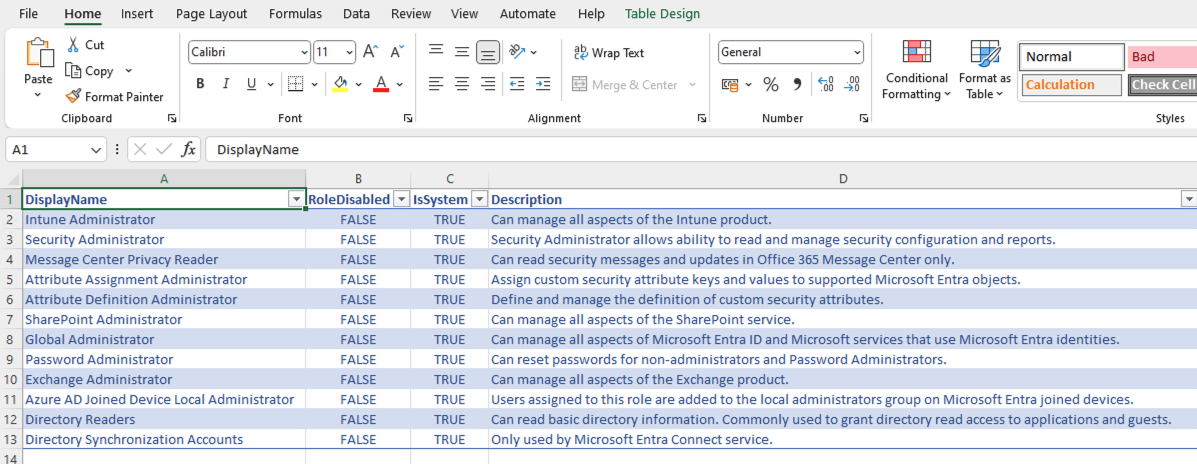 File Home Insert Page Layout Formulas Data Review View Automate Help Table Design
Paste
Cut
Copy
Format Painter
Clipboard
Calibri 11 A^ A˅
B I U A
Font
ab Wrap Text
Merge & Center
Alignment
General
% 9 .00
Number
Conditional Formatting
Format as Table
Normal Bad
Calculation Check Cell
Styles
A1 fx DisplayName
A B C D
1 DisplayName RoleDisabled IsSystem Description
2 Intune Administrator FALSE TRUE Can manage all aspects of the Intune product.
3 Security Administrator FALSE TRUE Security Administrator allows ability to read and manage security configuration and reports.
4 Message Center Privacy Reader FALSE TRUE Can read security messages and updates in Office 365 Message Center only.
5 Attribute Assignment Administrator FALSE TRUE Assign custom security attribute keys and values to supported Microsoft Entra objects.
6 Attribute Definition Administrator FALSE TRUE Define and manage the definition of custom security attributes.
7 SharePoint Administrator FALSE TRUE Can manage all aspects of the SharePoint service.
8 Global Administrator FALSE TRUE Can manage all aspects of Microsoft Entra ID and Microsoft services that use Microsoft Entra identities.
9 Password Administrator FALSE TRUE Can reset passwords for non-administrators and Password Administrators.
10 Exchange Administrator FALSE TRUE Can manage all aspects of the Exchange product.
11 Azure AD Joined Device Local Administrator FALSE TRUE Users assigned to this role are added to the local administrators group on Microsoft Entra joined devices.
12 Directory Readers FALSE TRUE Can read basic directory information. Commonly used to grant directory read access to applications and guests.
13 Directory Synchronization Accounts FALSE TRUE Only used by Microsoft Entra Connect service.
14